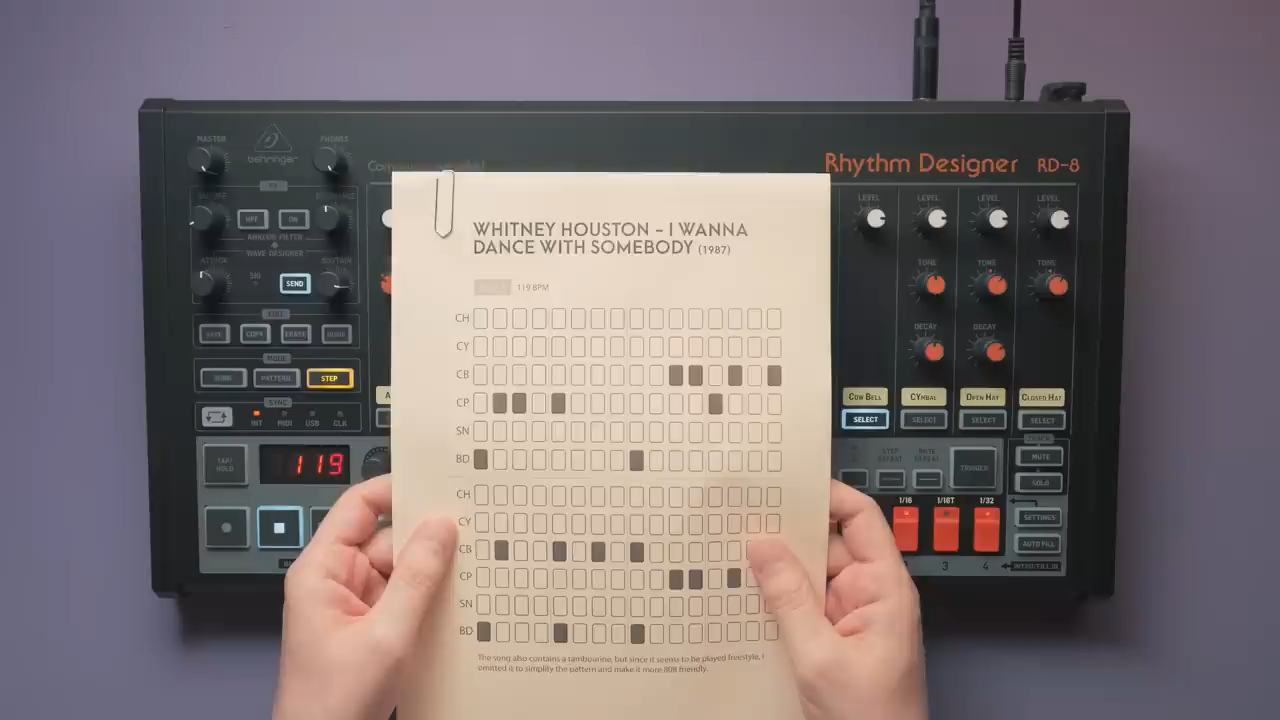 MASTER
behringer
PHONES
Rhythm Designer RD-8
HPF
ON
ANALOG FILTER
WAVE DESIGNER
ATTACK
SUSTAIN
SEND
EDIT
COPY
ERASE
MODE
PATTERN
STEP
SYNC
INT MIDI USB CLK
TAP/
HOLD
119
WHITNEY HOUSTON – I WANNA
DANCE WITH SOMEBODY (1987)
119 BPM
CH
CY
CB
CP
SN
BD
CH
CY
CB
CP
SN
BD
The song also contains a tambourine, but since it seems to be played freestyle, I
omitted it to simplify the pattern and make it more 808 friendly.
LEVEL LEVEL LEVEL LEVEL
TONE TONE TONE
DECAY DECAY
COW BELL CYMBAL OPEN HAT CLOSED HAT
SELECT SELECT SELECT SELECT
STEP
REPEAT
NOTE
REPEAT
TRIGGER
TRACK
MUTE
SOLO
1/16 1/16T 1/32
SETTINGS
AUTO FILL
3 4
INTRO/FILL IN